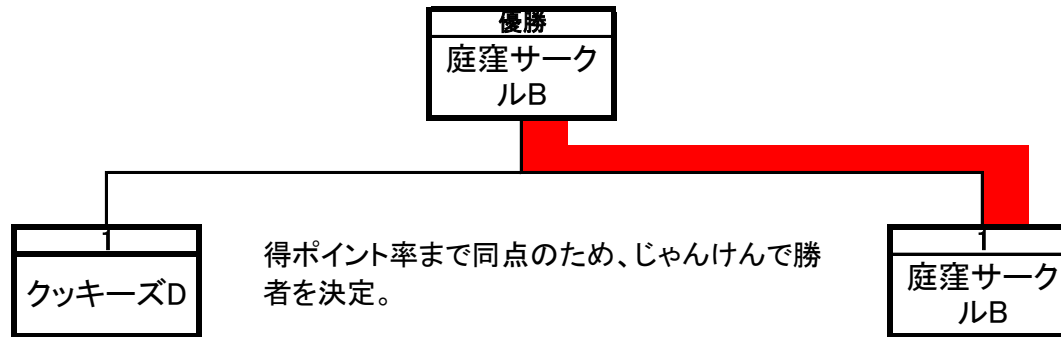 優勝
庭窪サーク
ルB
1
クッキーズD
得ポイント率まで同点のため、じゃんけんで勝
者を決定。
1
庭窪サーク
ルB